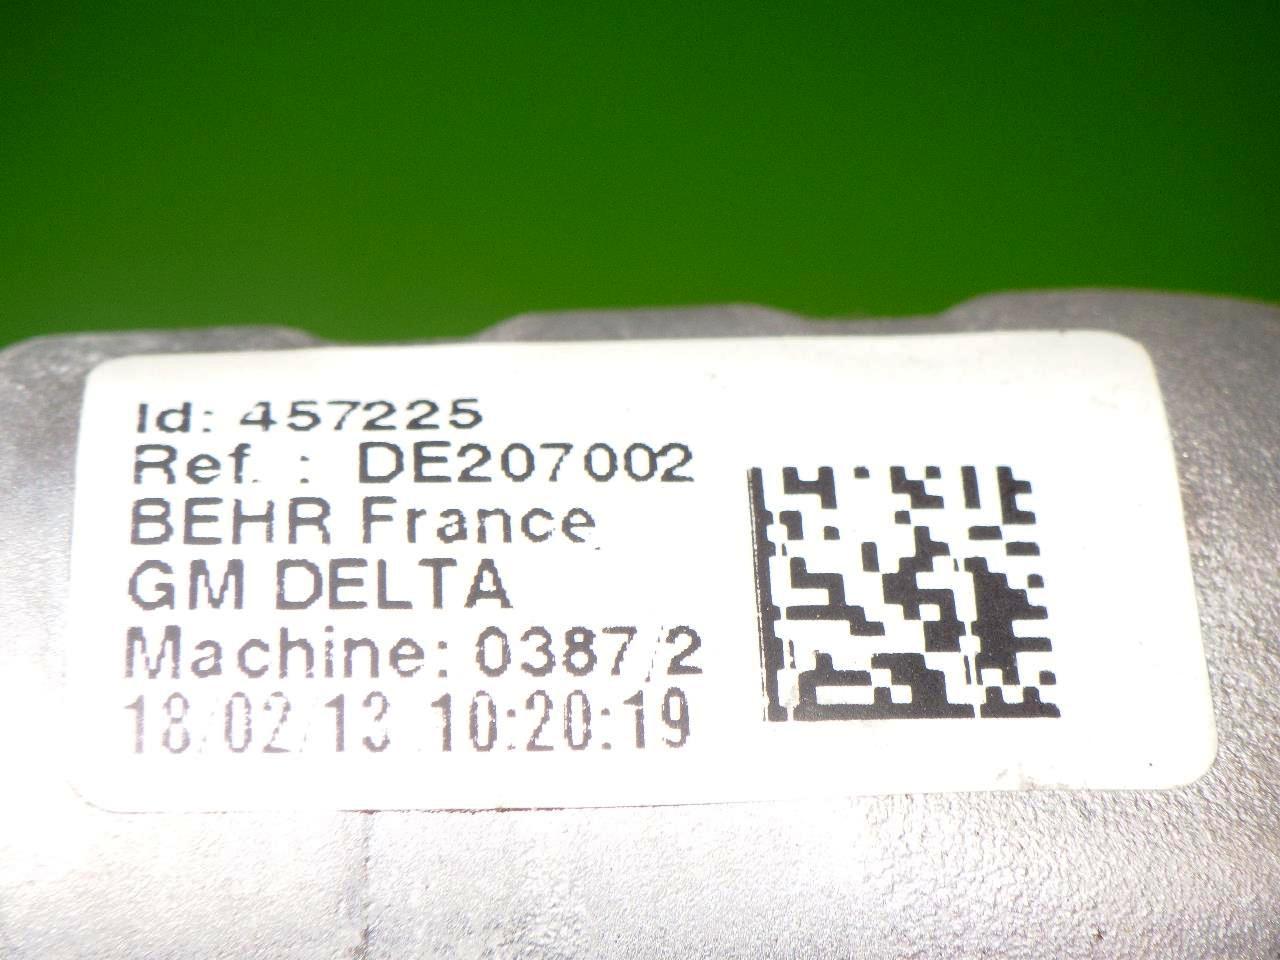 Id: 457225
Ref. : DE207002
BEHR France
GM DELTA
Machine: 0387/2
18/02/13 10:20:19